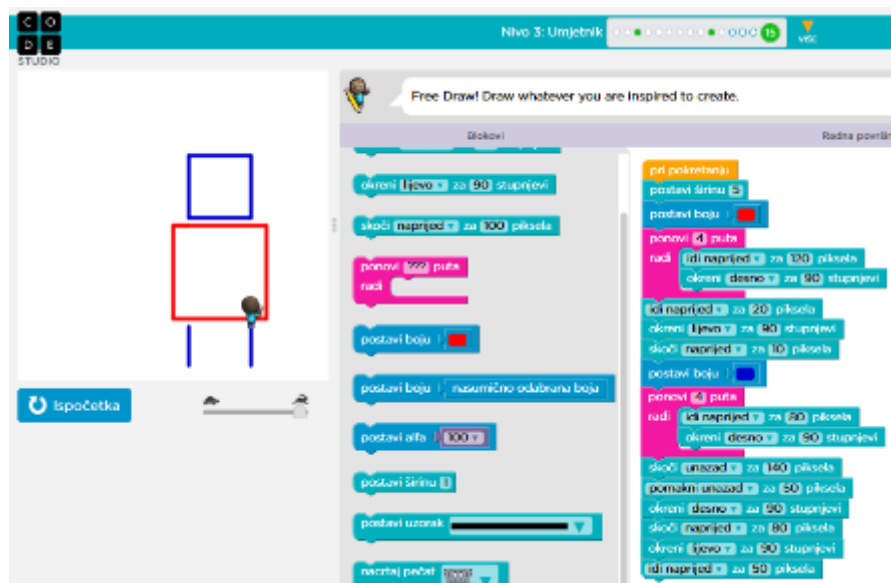 C O
D E
STUDIO
Nivo 3: Umjetnik
15
VIŠE
Free Draw! Draw whatever you are inspired to create.
Blokovi
Radna površin
okreni lijevo za 90 stupnjevi
skoči naprijed za 100 piksela
ponovi ??? puta
radi
postavi boju
postavi boju nasumično odabrana boja
postavi alfa 100
postavi širinu 1
postavi uzorak
nacrtaj pečat
Ispočetka
pri pokretanju
postavi širinu 5
postavi boju
ponovi 4 puta
radi idi naprijed za 120 piksela
okreni desno za 90 stupnjevi
idi naprijed za 20 piksela
okreni lijevo za 90 stupnjevi
skoči naprijed za 10 piksela
postavi boju
ponovi 4 puta
radi idi naprijed za 80 piksela
okreni desno za 90 stupnjevi
skoči unazad za 140 piksela
pomakni unazad za 50 piksela
okreni desno za 90 stupnjevi
skoči naprijed za 80 piksela
okreni lijevo za 90 stupnjevi
idi naprijed za 50 piksela